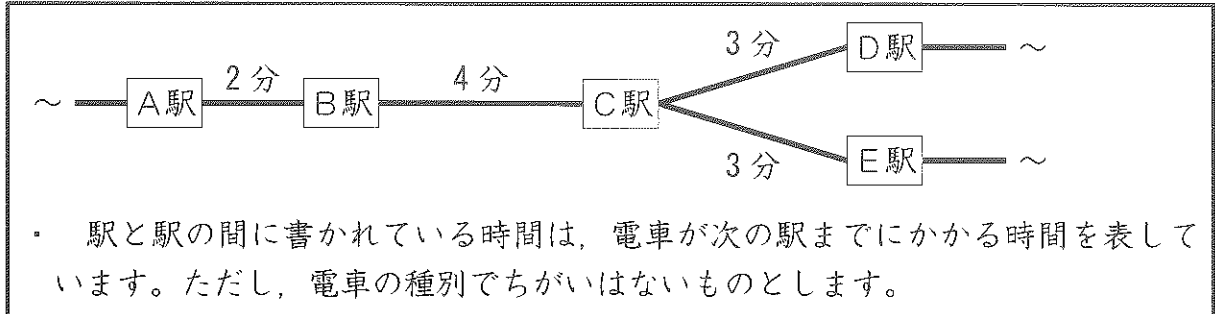 3分
D駅 ～
2分 4分
～ A駅 B駅 C駅
3分
E駅 ～
・ 駅と駅の間に書かれている時間は，電車が次の駅までにかかる時間を表して
います。ただし，電車の種別でちがいはないものとします。